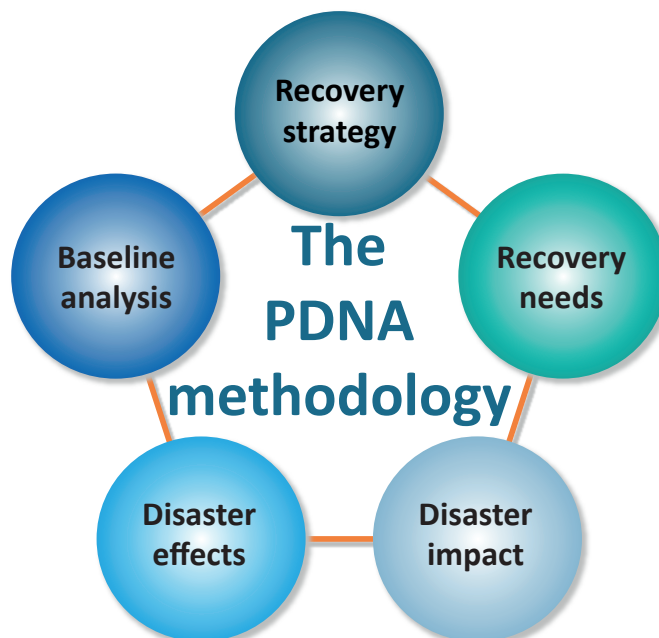 Recovery
strategy
Baseline
analysis
The
PDNA
methodology
Recovery
needs
Disaster
effects
Disaster
impact